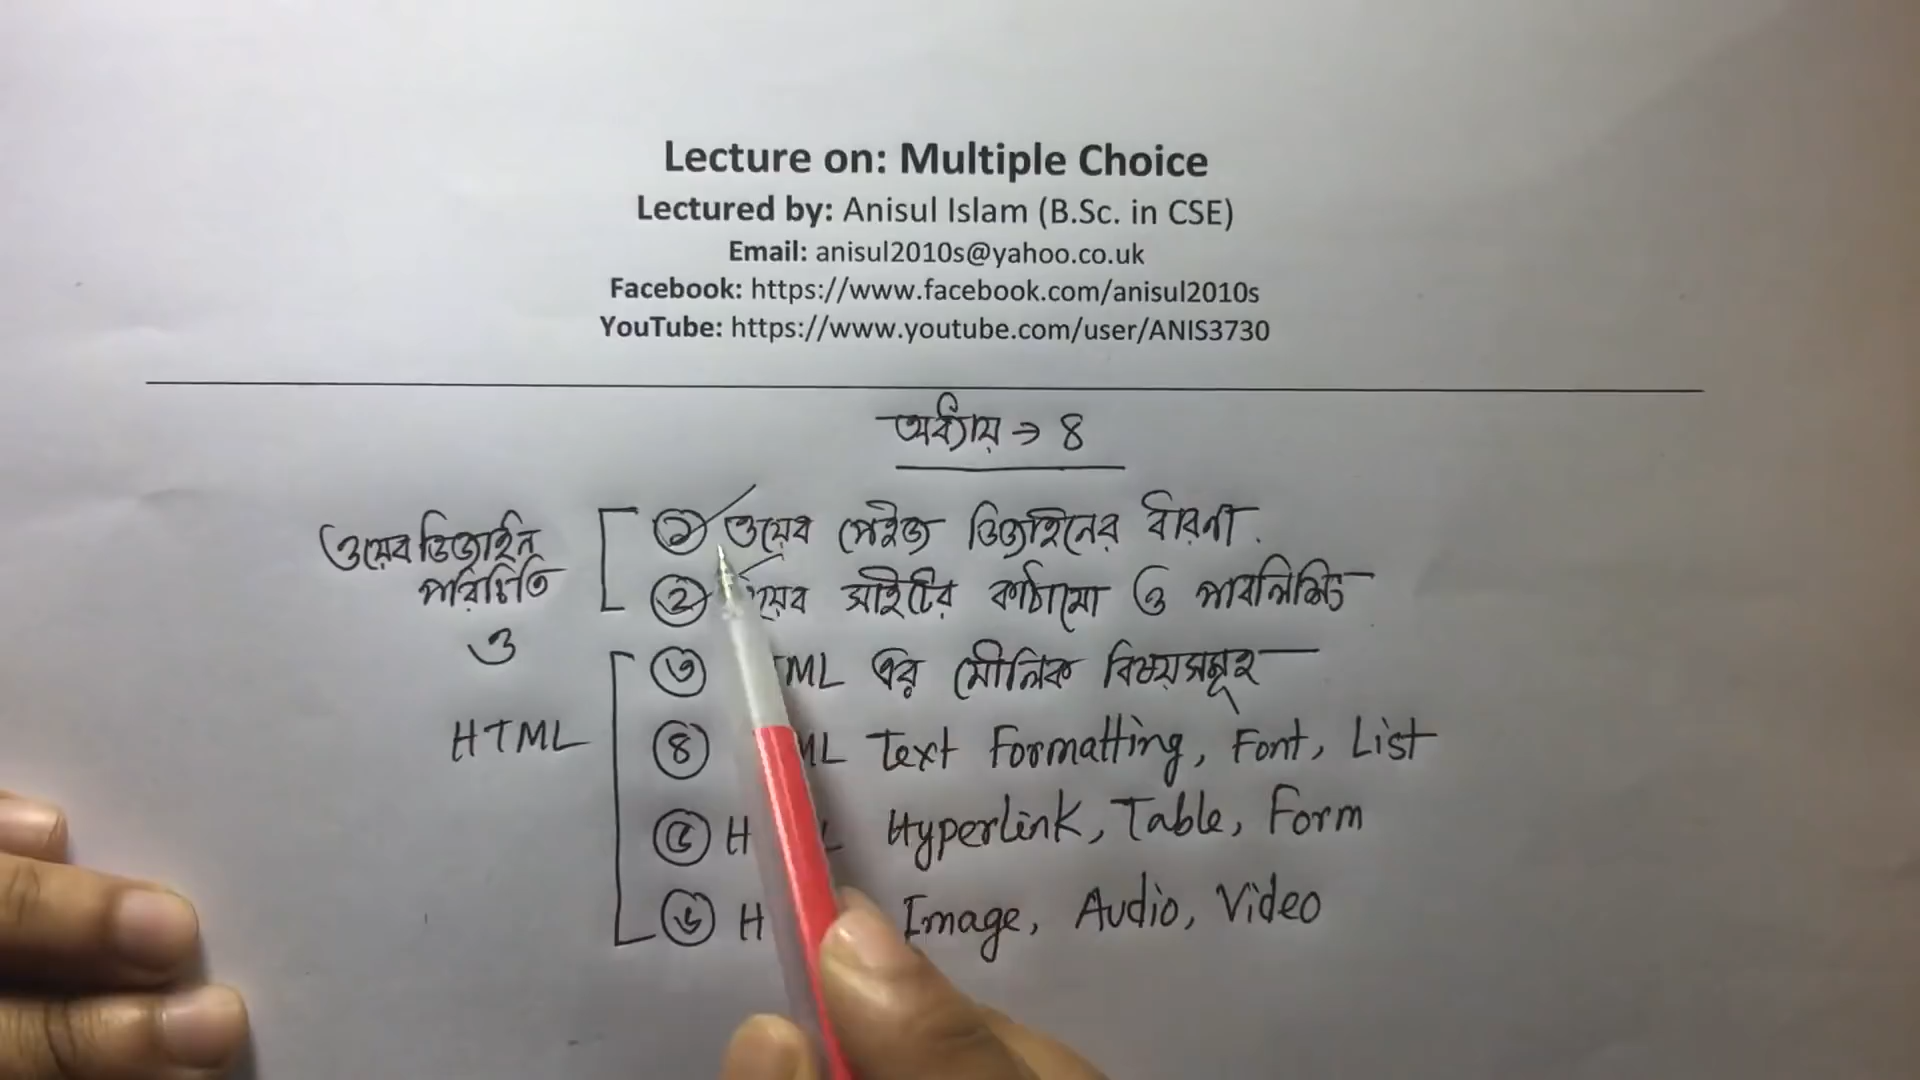 Lecture on: Multiple Choice
Lectured by: Anisul Islam (B.Sc. in CSE)
Email: anisul2010s@yahoo.co.uk
Facebook: https://www.facebook.com/anisul2010s
YouTube: https://www.youtube.com/user/ANIS3730
অধ্যায় → ৪
ওয়েব ডিজাইন
পরিচিতি
ও
HTML
১ ওয়েব পেইজ ডিজাইনের ধারনা.
২ সাইটের কাঠামো ও পাবলিশিং
৩ এর মৌলিক বিষয়সমূহ
৪ Text Formatting, Font, List
৫ Hyperlink, Table, Form
৬ Image, Audio, Video